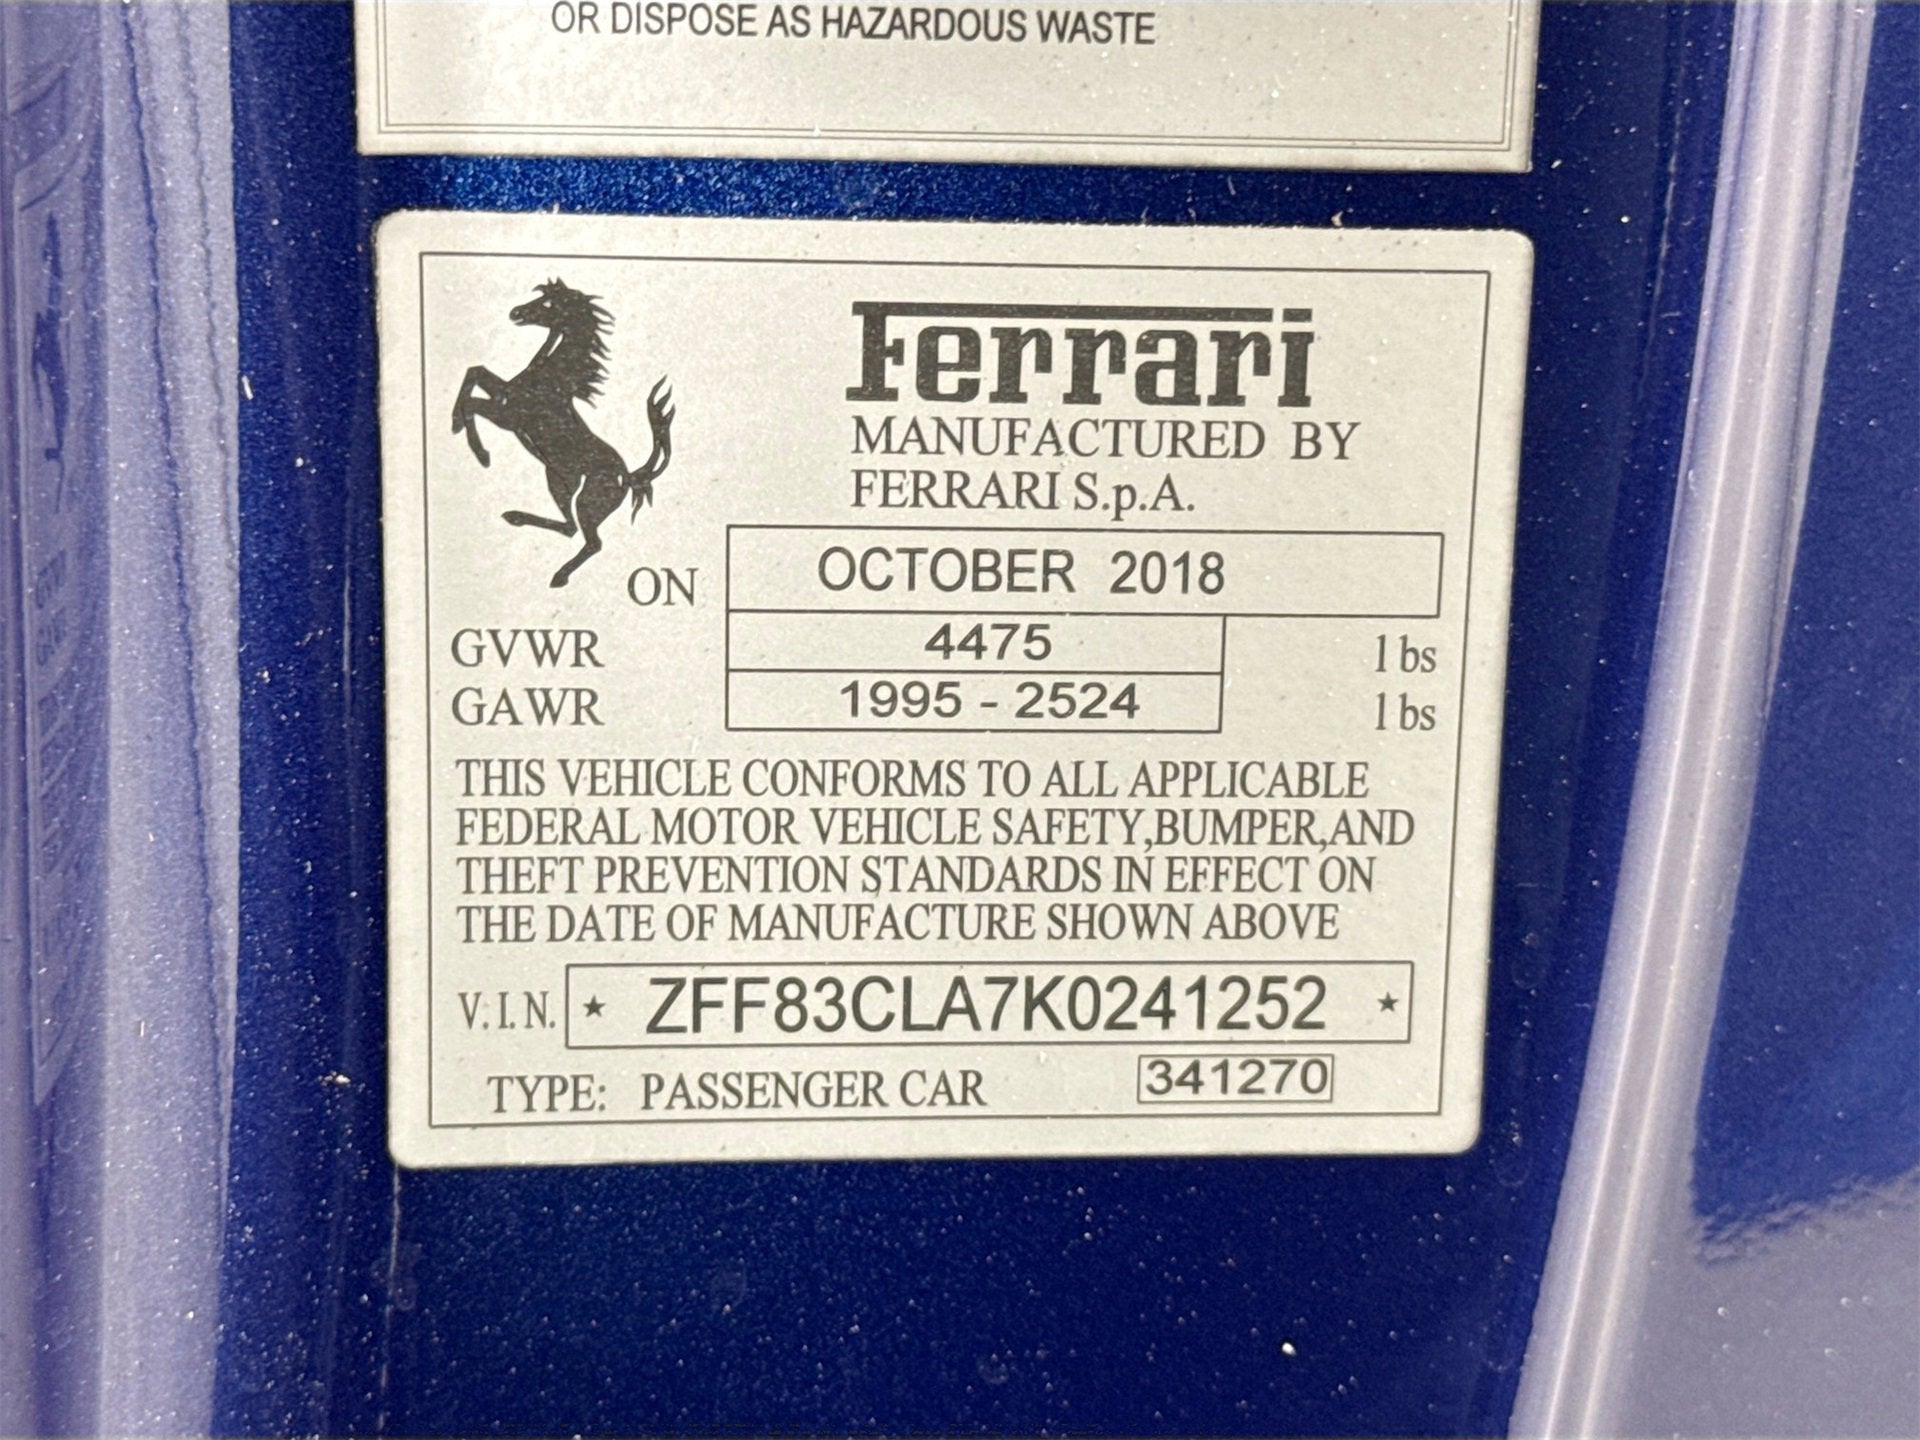 OR DISPOSE AS HAZARDOUS WASTE
Ferrari
MANUFACTURED BY
FERRARI S.p.A.
ON OCTOBER 2018
GVWR 4475 lbs
GAWR 1995 - 2524 lbs
THIS VEHICLE CONFORMS TO ALL APPLICABLE
FEDERAL MOTOR VEHICLE SAFETY,BUMPER,AND
THEFT PREVENTION STANDARDS IN EFFECT ON
THE DATE OF MANUFACTURE SHOWN ABOVE
V.I.N. * ZFF83CLA7K0241252 *
TYPE: PASSENGER CAR 341270